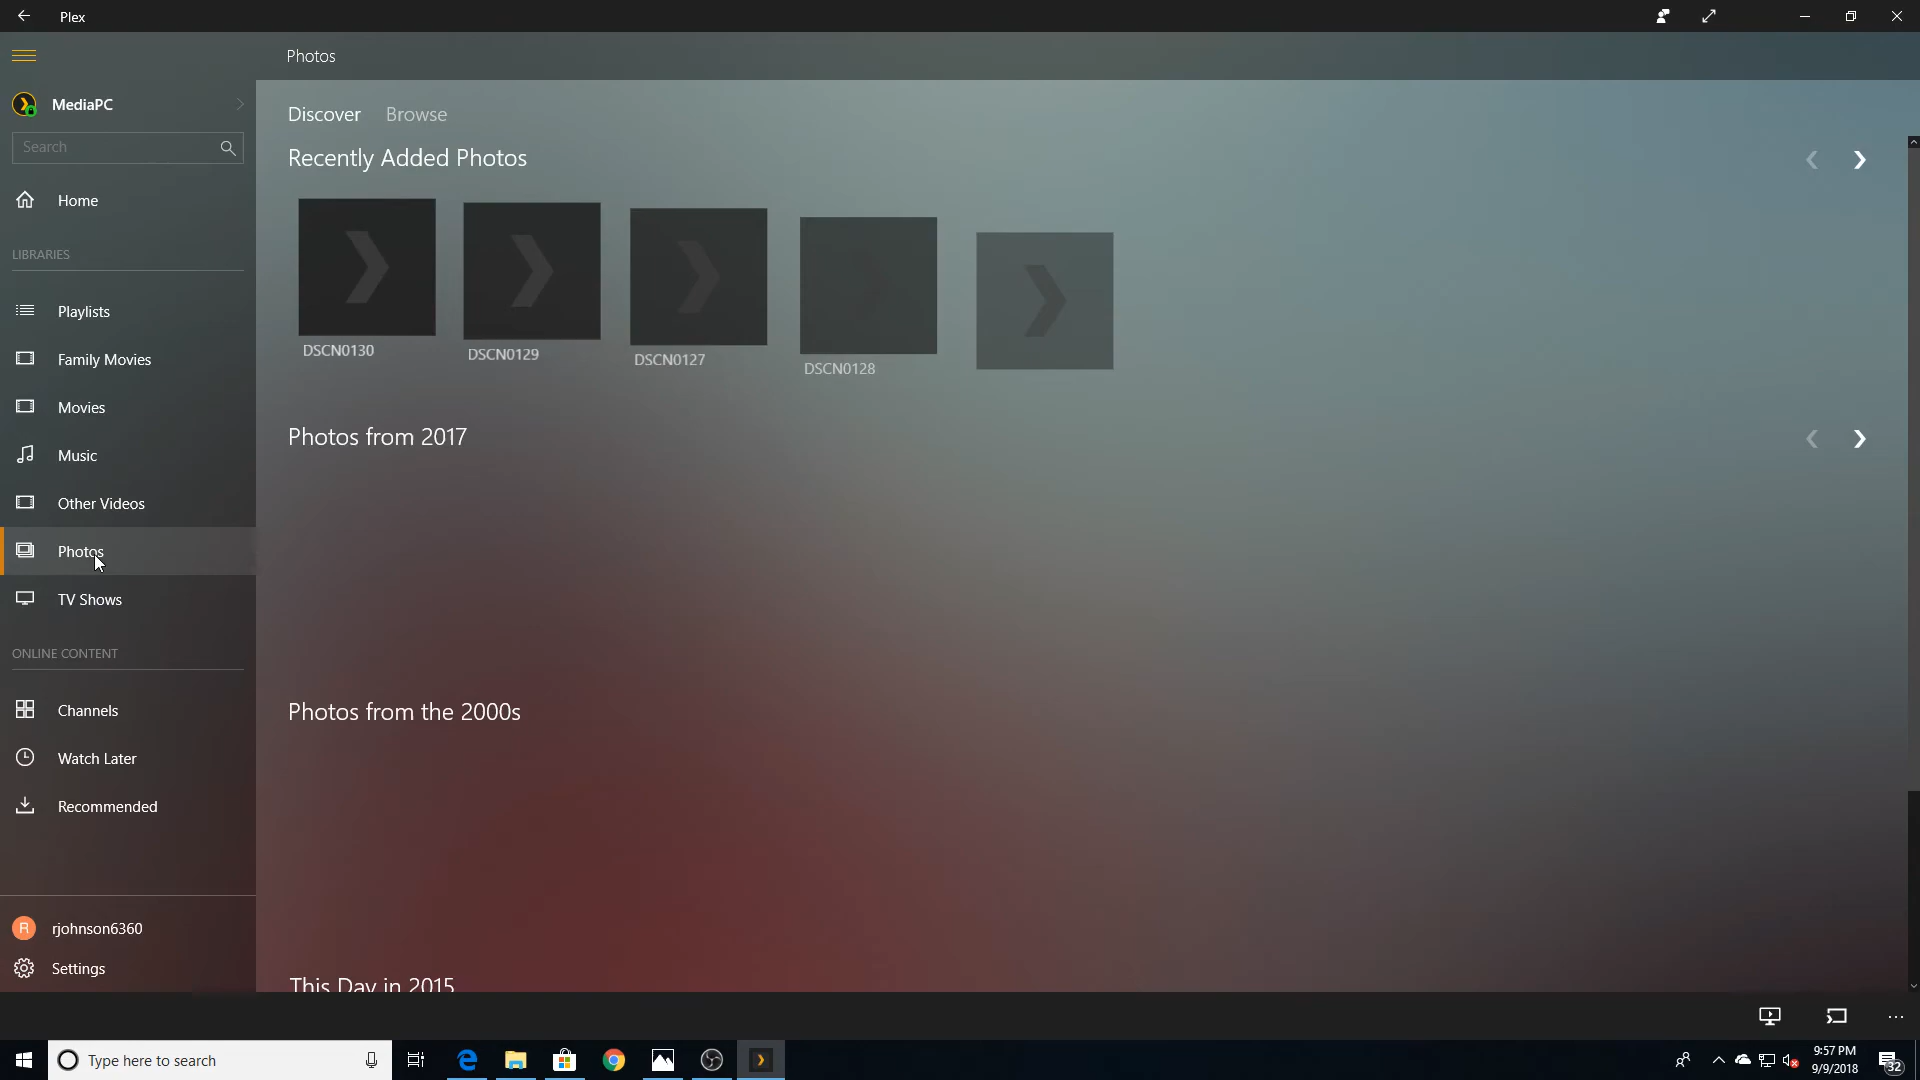 Plex
Photos
MediaPC
Search
Home
LIBRARIES
Playlists
Family Movies
Movies
Music
Other Videos
Photos
TV Shows
ONLINE CONTENT
Channels
Watch Later
Recommended
R
rjohnson6360
Settings
Discover Browse
Recently Added Photos
DSCN0130
DSCN0129
DSCN0127
DSCN0128
Photos from 2017
Photos from the 2000s
This Day in 2015
Type here to search
9:57 PM
9/9/2018
32